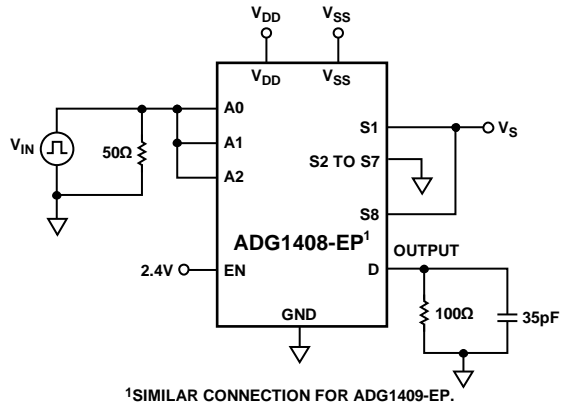 VDD VSS
VDD VSS
A0
S1 VS
VIN 50Ω A1
S2 TO S7
A2
S8
ADG1408-EP1
OUTPUT
2.4V EN D
100Ω 35pF
GND
1SIMILAR CONNECTION FOR ADG1409-EP.